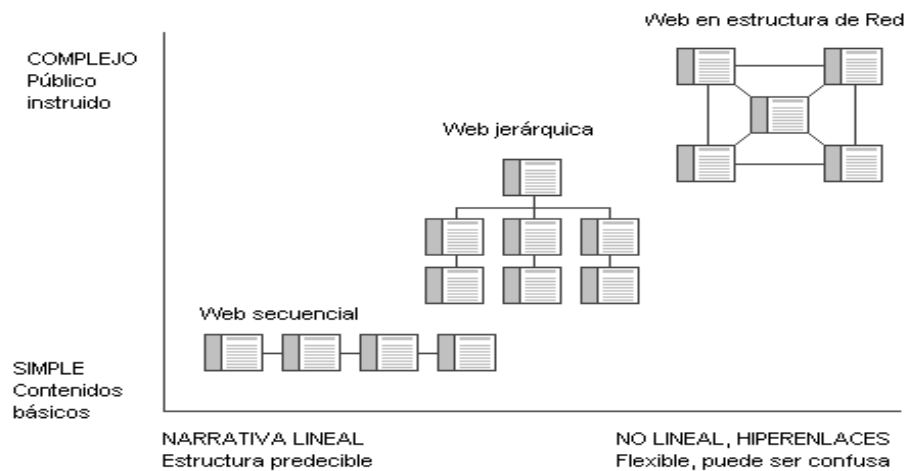 Web en estructura de Red
COMPLEJO
Público
instruido
Web jerárquica
Web secuencial
SIMPLE
Contenidos
básicos
NARRATIVA LINEAL
Estructura predecible
NO LINEAL, HIPERENLACES
Flexible, puede ser confusa